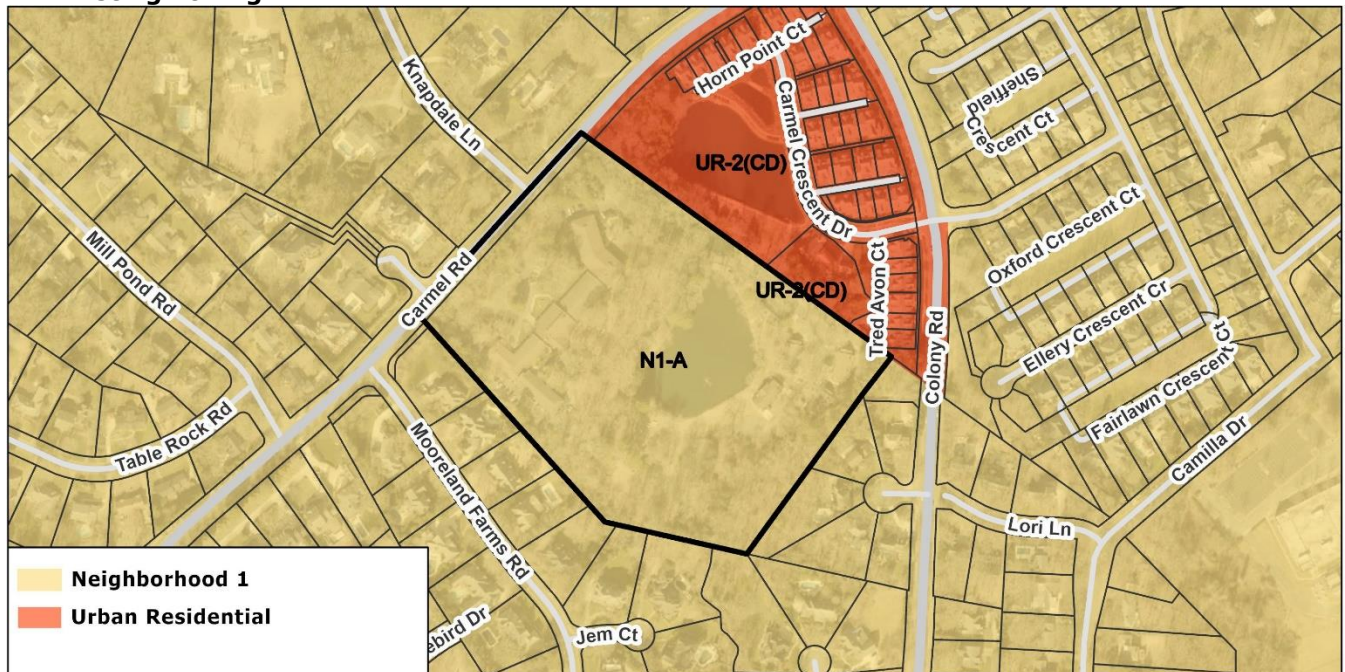 Knapdale Ln
Horn Point Ct
Carmel Crescent Dr
Sheffield
Crescent Ct
UR-2(CD)
Oxford Crescent Ct
Mill Pond Rd
Carmel Rd
UR-2(CD)
Tred Avon Ct
Colony Rd
Ellery Crescent Cr
N1-A
Fairlawn Crescent Ct
Table Rock Rd
Mooreland Farms Rd
Camilla Dr
Lori Ln
Neighborhood 1
Urban Residential
ebird Dr
Jem Ct